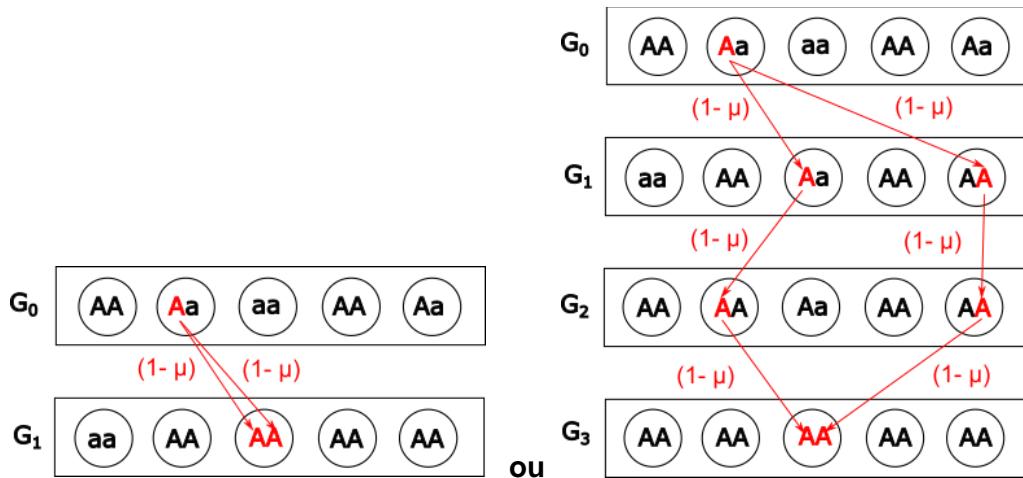 G0 AA Aa aa AA Aa
(1- μ) (1- μ)
G1 aa AA AA AA AA
ou
G0 AA Aa aa AA Aa
(1- μ) (1- μ)
G1 aa AA Aa AA AA
(1- μ) (1- μ)
G2 AA AA Aa AA AA
(1- μ) (1- μ)
G3 AA AA AA AA AA